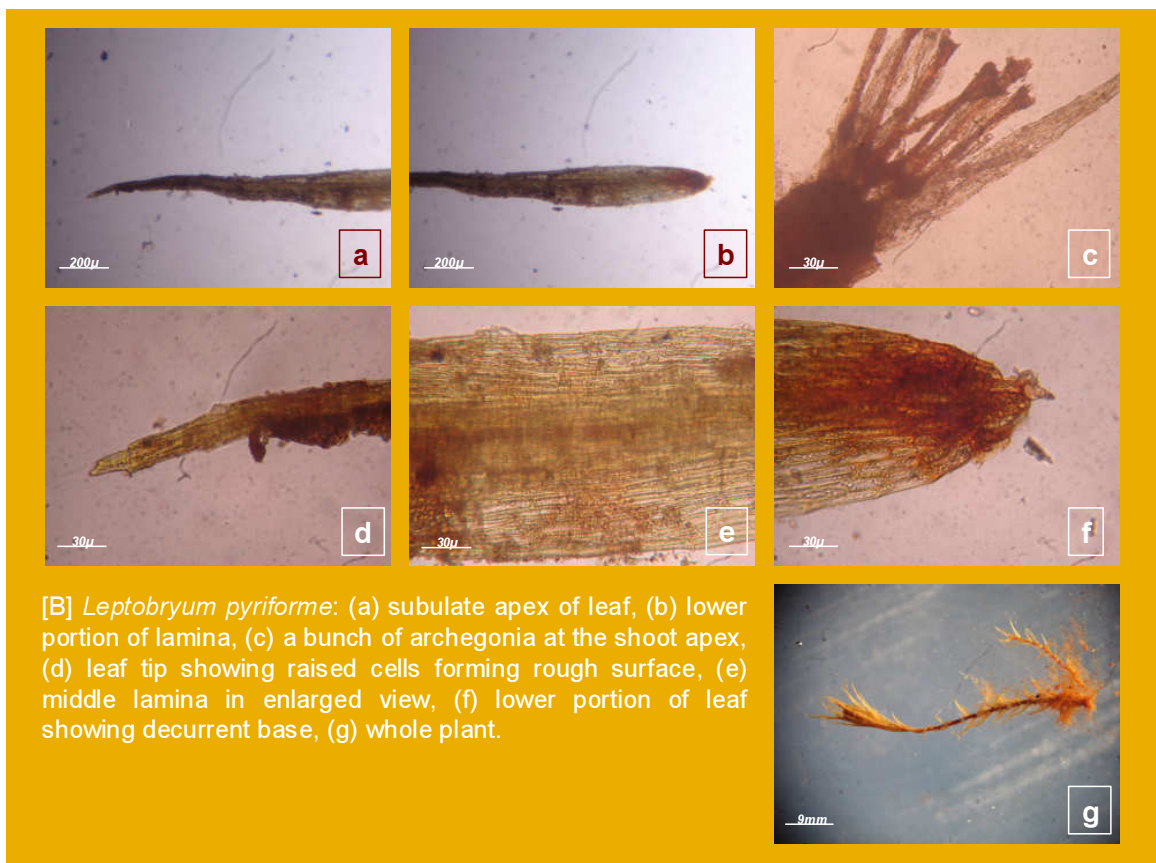 a
200μ
b
200μ
c
30μ
d
30μ
e
30μ
f
30μ
[B] Leptobryum pyriforme: (a) subulate apex of leaf, (b) lower
portion of lamina, (c) a bunch of archegonia at the shoot apex,
(d) leaf tip showing raised cells forming rough surface, (e)
middle lamina in enlarged view, (f) lower portion of leaf
showing decurrent base, (g) whole plant.
g
9mm